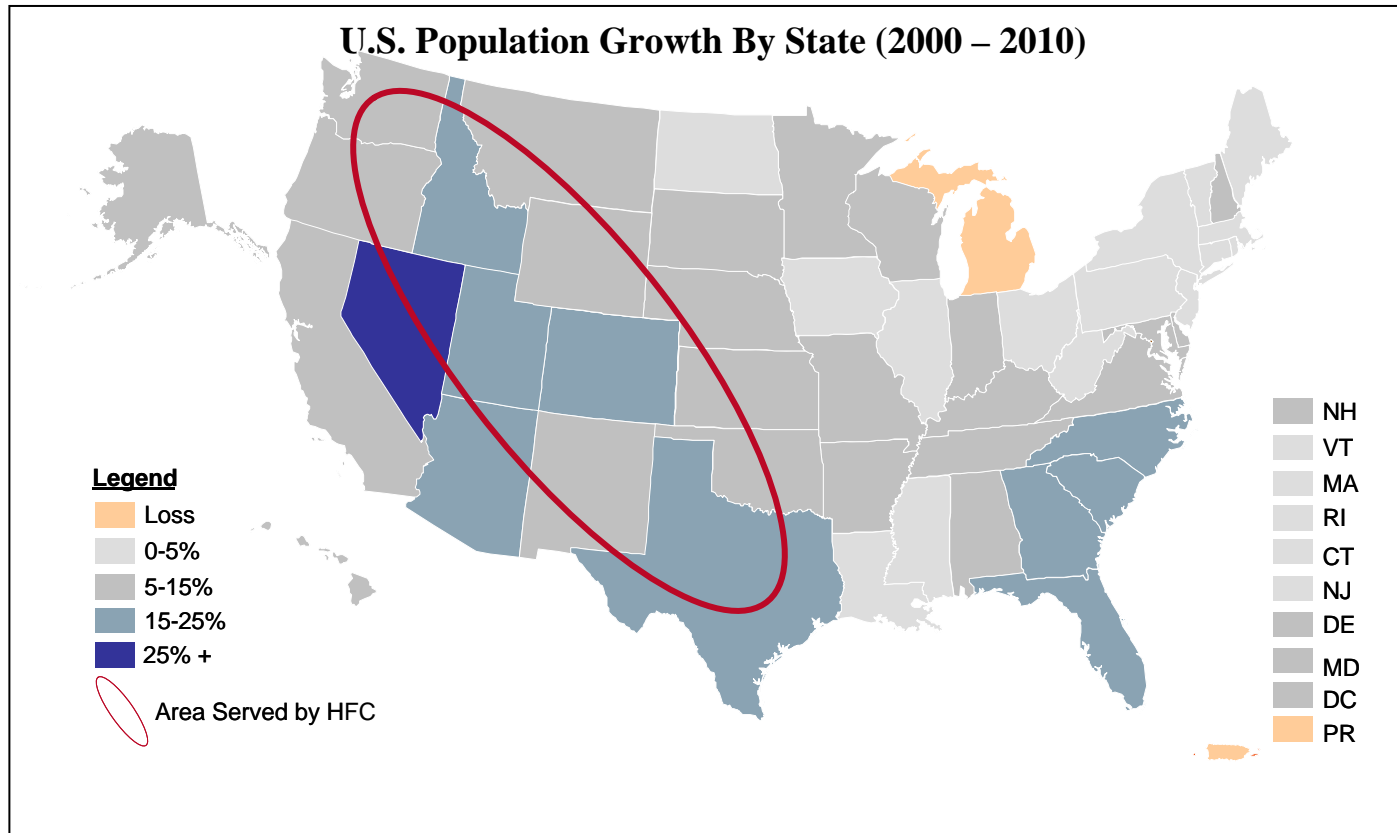 U.S. Population Growth By State (2000 – 2010)
Legend
Loss
0-5%
5-15%
15-25%
25% +
Area Served by HFC
NH
VT
MA
RI
CT
NJ
DE
MD
DC
PR